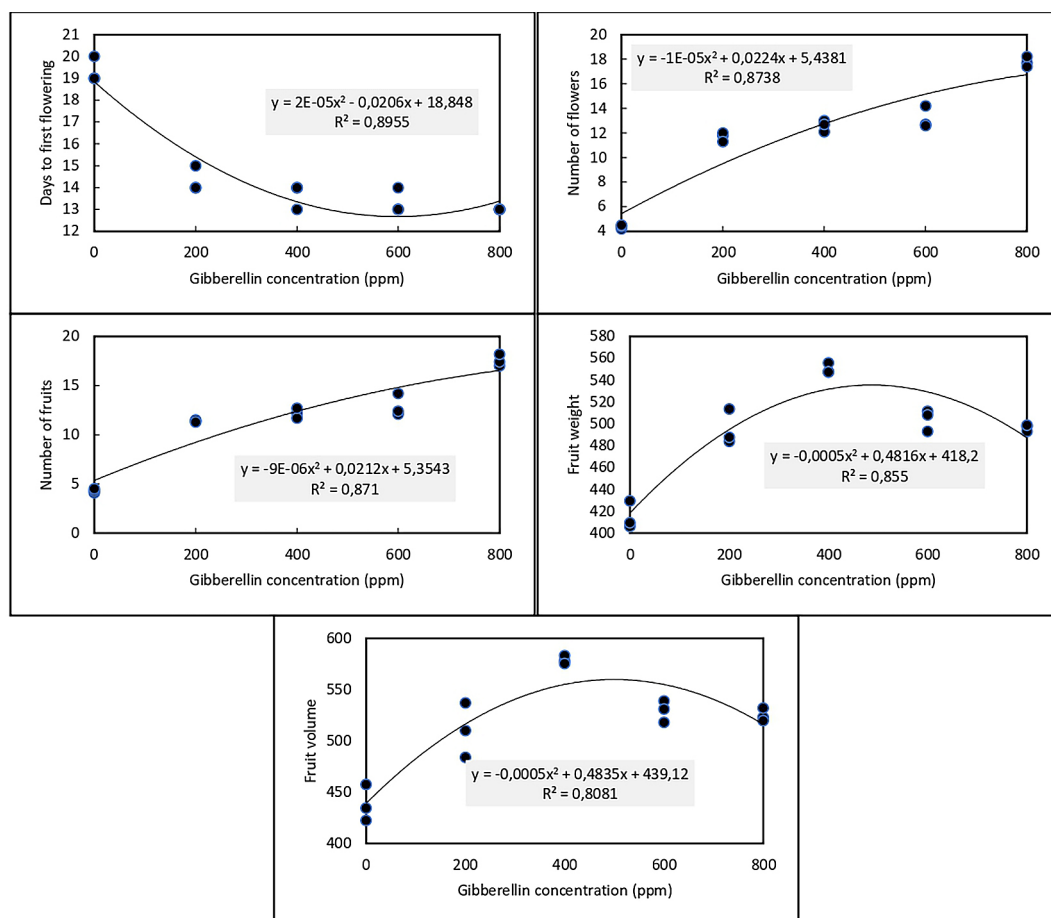 Days to first flowering
21
20
19
18
17
16
15
14
13
12
y = 2E-05x² - 0,0206x + 18,848
R² = 0,8955
0 200 400 600 800
Gibberellin concentration (ppm)
Number of flowers
20
18
16
14
12
10
8
6
4
y = -1E-05x² + 0,0224x + 5,4381
R² = 0,8738
0 200 400 600 800
Gibberellin concentration (ppm)
Number of fruits
20
15
10
5
0
y = -9E-06x² + 0,0212x + 5,3543
R² = 0,871
0 200 400 600 800
Gibberellin concentration (ppm)
Fruit weight
580
560
540
520
500
480
460
440
420
400
y = -0,0005x² + 0,4816x + 418,2
R² = 0,855
0 200 400 600 800
Gibberellin concentration (ppm)
Fruit volume
600
550
500
450
400
y = -0,0005x² + 0,4835x + 439,12
R² = 0,8081
0 200 400 600 800
Gibberellin concentration (ppm)